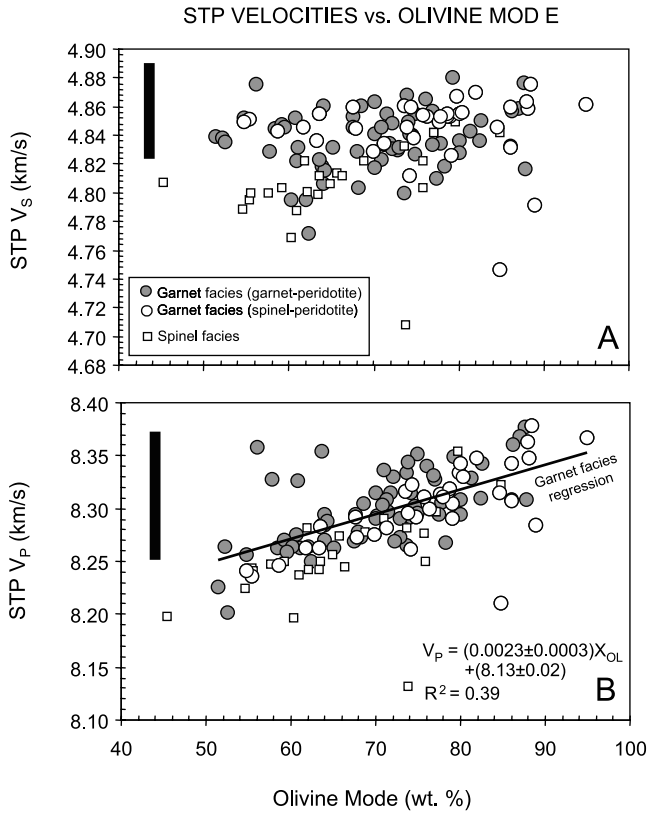 STP VELOCITIES vs. OLIVINE MOD E
4.90
4.88
4.86
4.84
4.82
4.80
4.78
4.76
4.74
4.72
4.70
4.68
STP VS (km/s)
Garnet facies (garnet-peridotite)
Garnet facies (spinel-peridotite)
Spinel facies
A
8.40
8.35
8.30
8.25
8.20
8.15
8.10
STP VP (km/s)
Garnet facies
regression
VP = (0.0023±0.0003)XOL
+(8.13±0.02)
R2 = 0.39
B
40 50 60 70 80 90 100
Olivine Mode (wt. %)